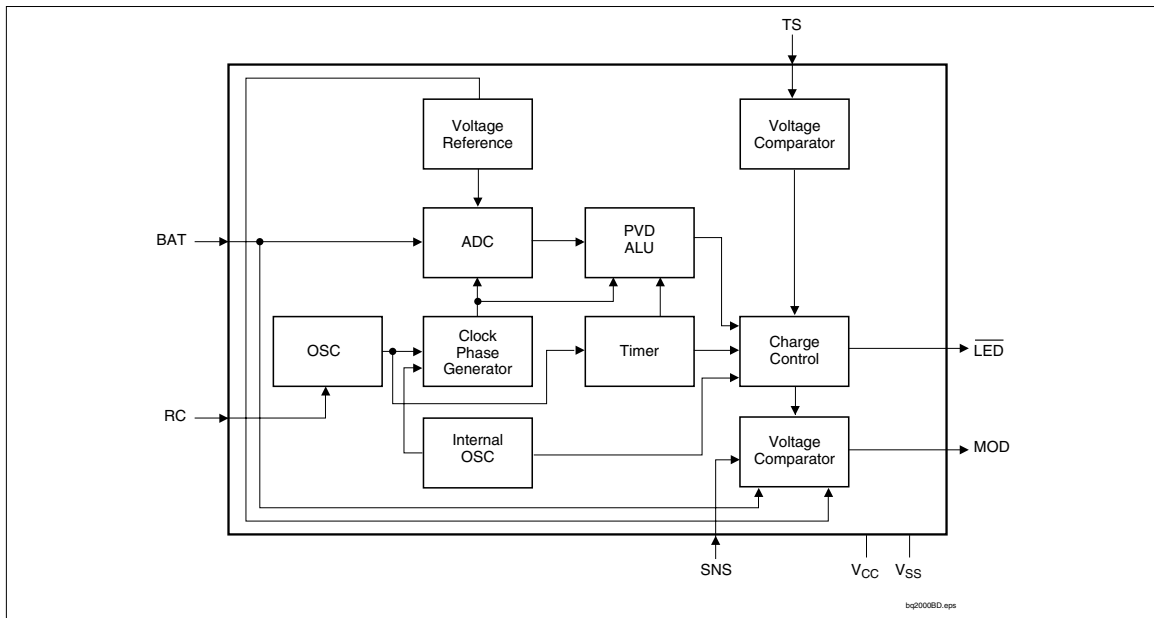 TS
Voltage
Reference
Voltage
Comparator
BAT
ADC
PVD
ALU
OSC
Clock
Phase
Generator
Timer
Charge
Control
LED
RC
Internal
OSC
Voltage
Comparator
MOD
SNS
VCC
VSS
bq2000BD.eps